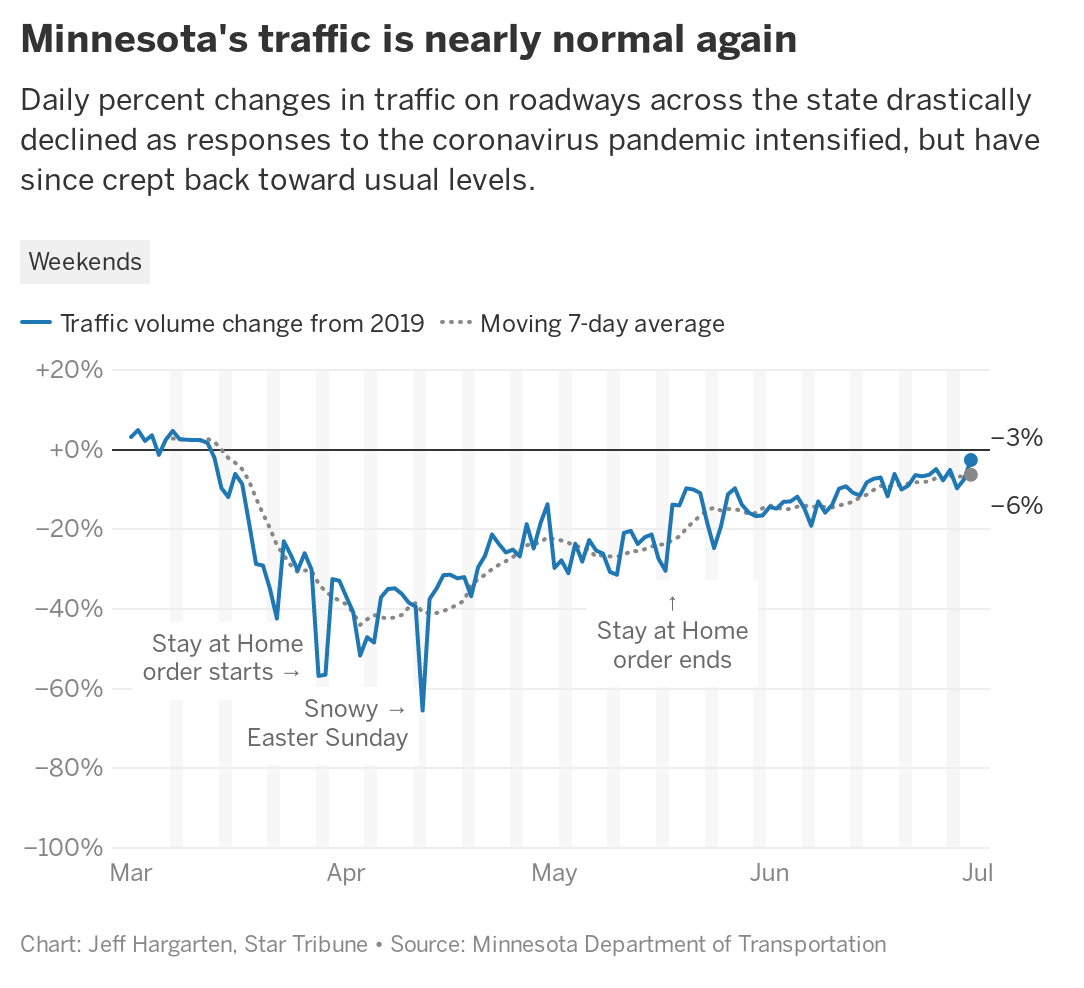 Minnesota's traffic is nearly normal again
Daily percent changes in traffic on roadways across the state drastically
declined as responses to the coronavirus pandemic intensified, but have
since crept back toward usual levels.
Weekends
Traffic volume change from 2019 Moving 7-day average
+20%
+0%
−20%
−40%
−60%
−80%
−100%
−3%
−6%
Stay at Home
order starts →
Snowy →
Easter Sunday
↑
Stay at Home
order ends
Mar Apr May Jun Jul
Chart: Jeff Hargarten, Star Tribune • Source: Minnesota Department of Transportation